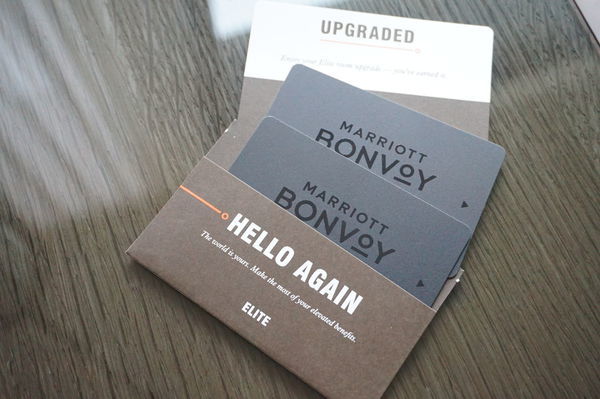 UPGRADED
Enjoy your Elite room upgrade — you've earned it.
MARRIOTT
BONVOY
MARRIOTT
BONVOY
HELLO AGAIN
The world is yours. Make the most of your elevated benefits.
ELITE